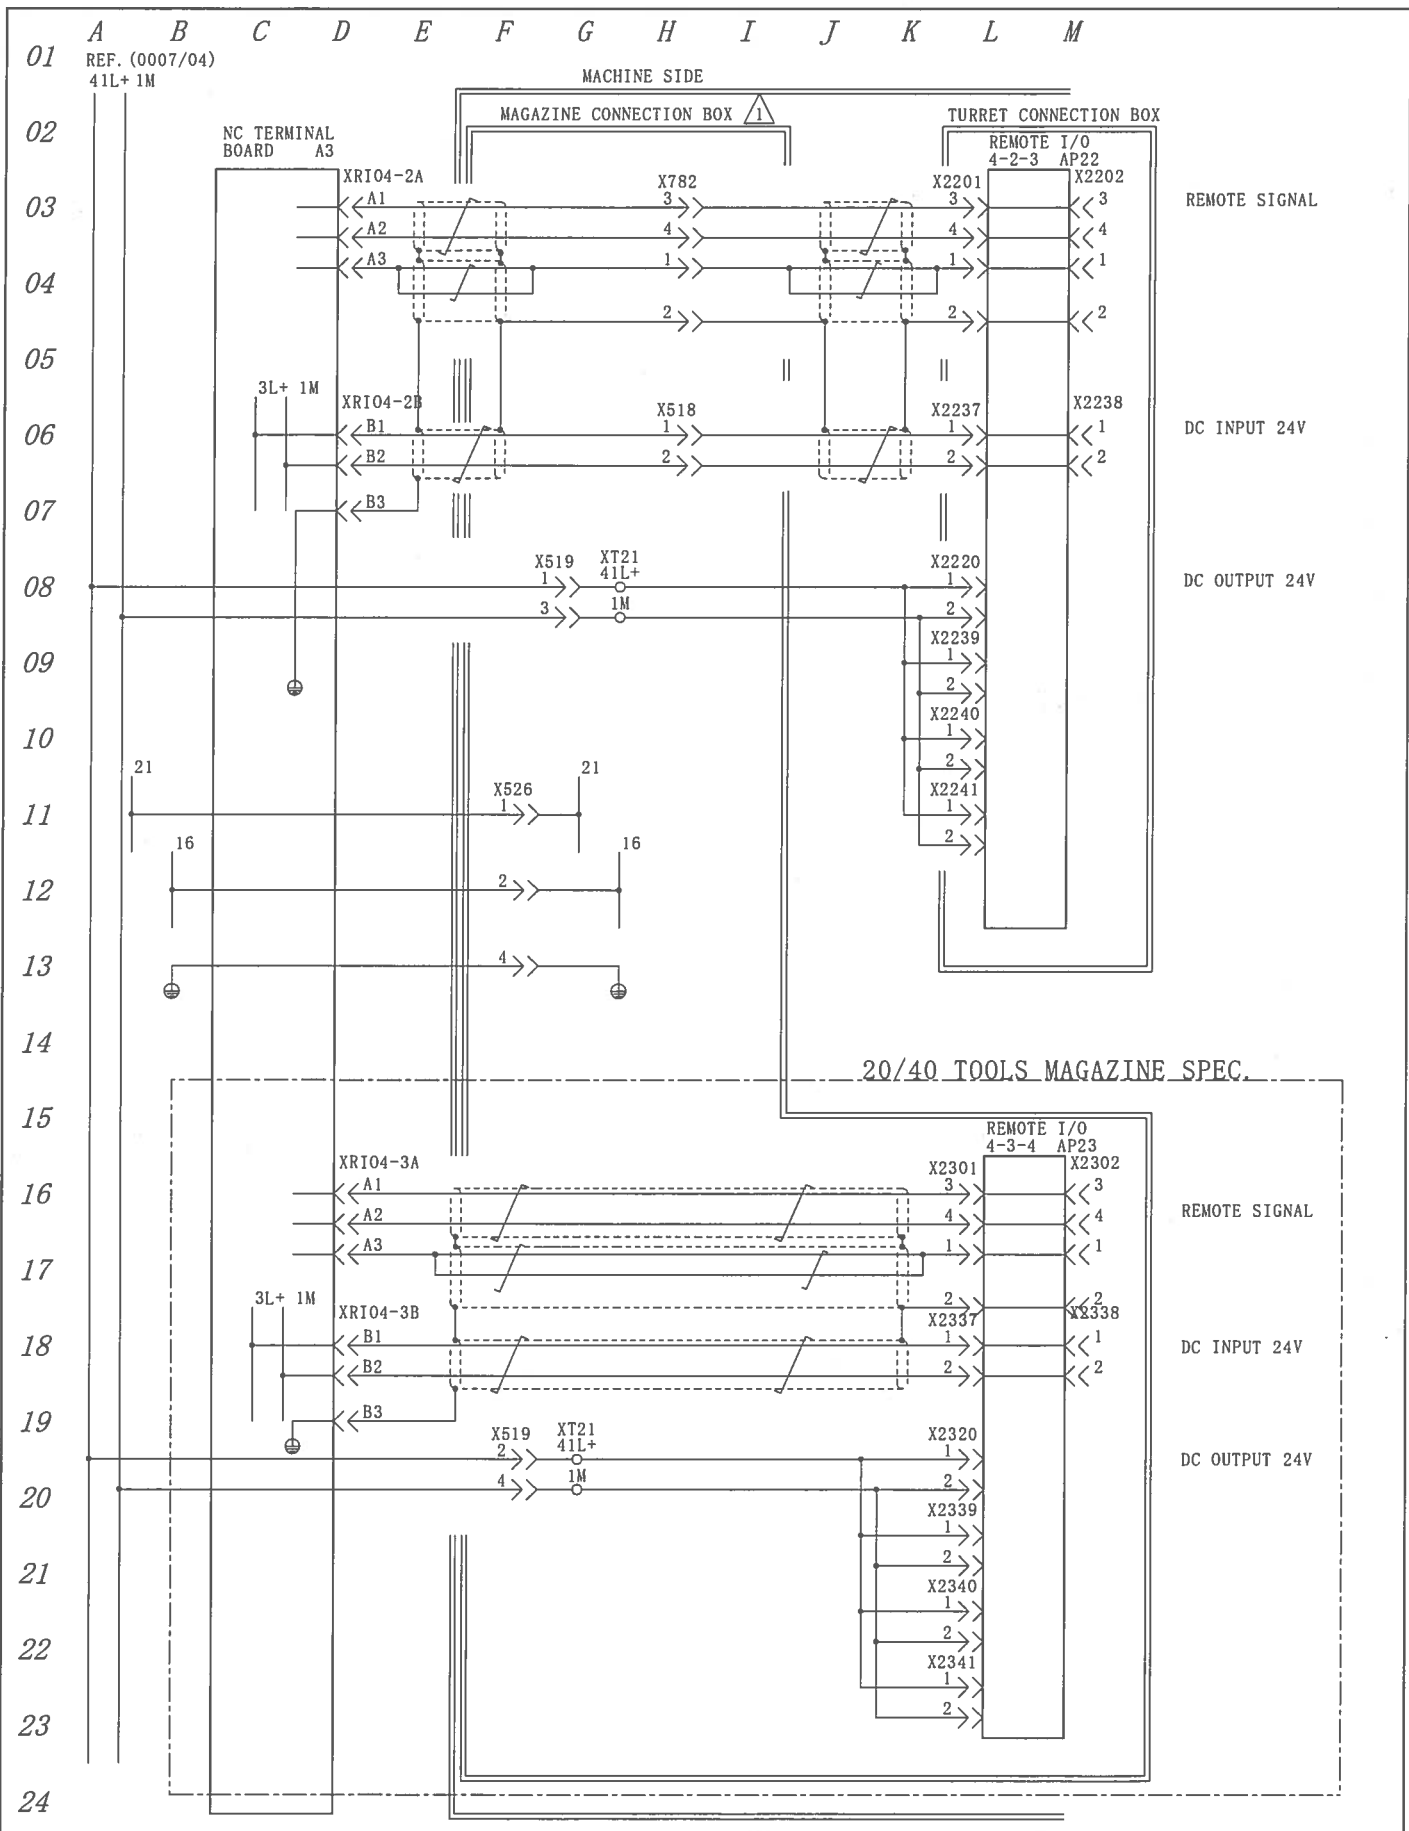 A B C D E F G H I J K L M
01 REF. (0007/04)
41L+ 1M
MACHINE SIDE
02 MAGAZINE CONNECTION BOX 1 TURRET CONNECTION BOX
NC TERMINAL REMOTE I/O
BOARD A3 4-2-3 AP22
XRIO4-2A X782 X2201 X2202
03 A1 3 3 3 REMOTE SIGNAL
A2 4 4 4
A3 1 1 1
04
2 2 2
05
3L+ 1M
XRIO4-2B X518 X2237 X2238
06 B1 1 1 1 DC INPUT 24V
B2 2 2 2
07 B3
X519 XT21 X2220
08 1 41L+ 1 DC OUTPUT 24V
3 1M 2
X2239
09 1
2
X2240
10 1
21 21 2
X526 X2241
11 1 1
16 16 2
12 2
13 4
14
20/40 TOOLS MAGAZINE SPEC.
15
REMOTE I/O
4-3-4 AP23
XRIO4-3A X2301 X2302
16 A1 3 3
A2 4 4 REMOTE SIGNAL
A3 1 1
17
3L+ 1M 2 2
XRIO4-3B X2337 X2338
18 B1 1 1 DC INPUT 24V
B2 2 2
19 B3
X519 XT21 X2320
2 41L+ 1 DC OUTPUT 24V
20 4 1M 2
X2339
1
21 2
X2340
1
22 2
X2341
1
23 2
24